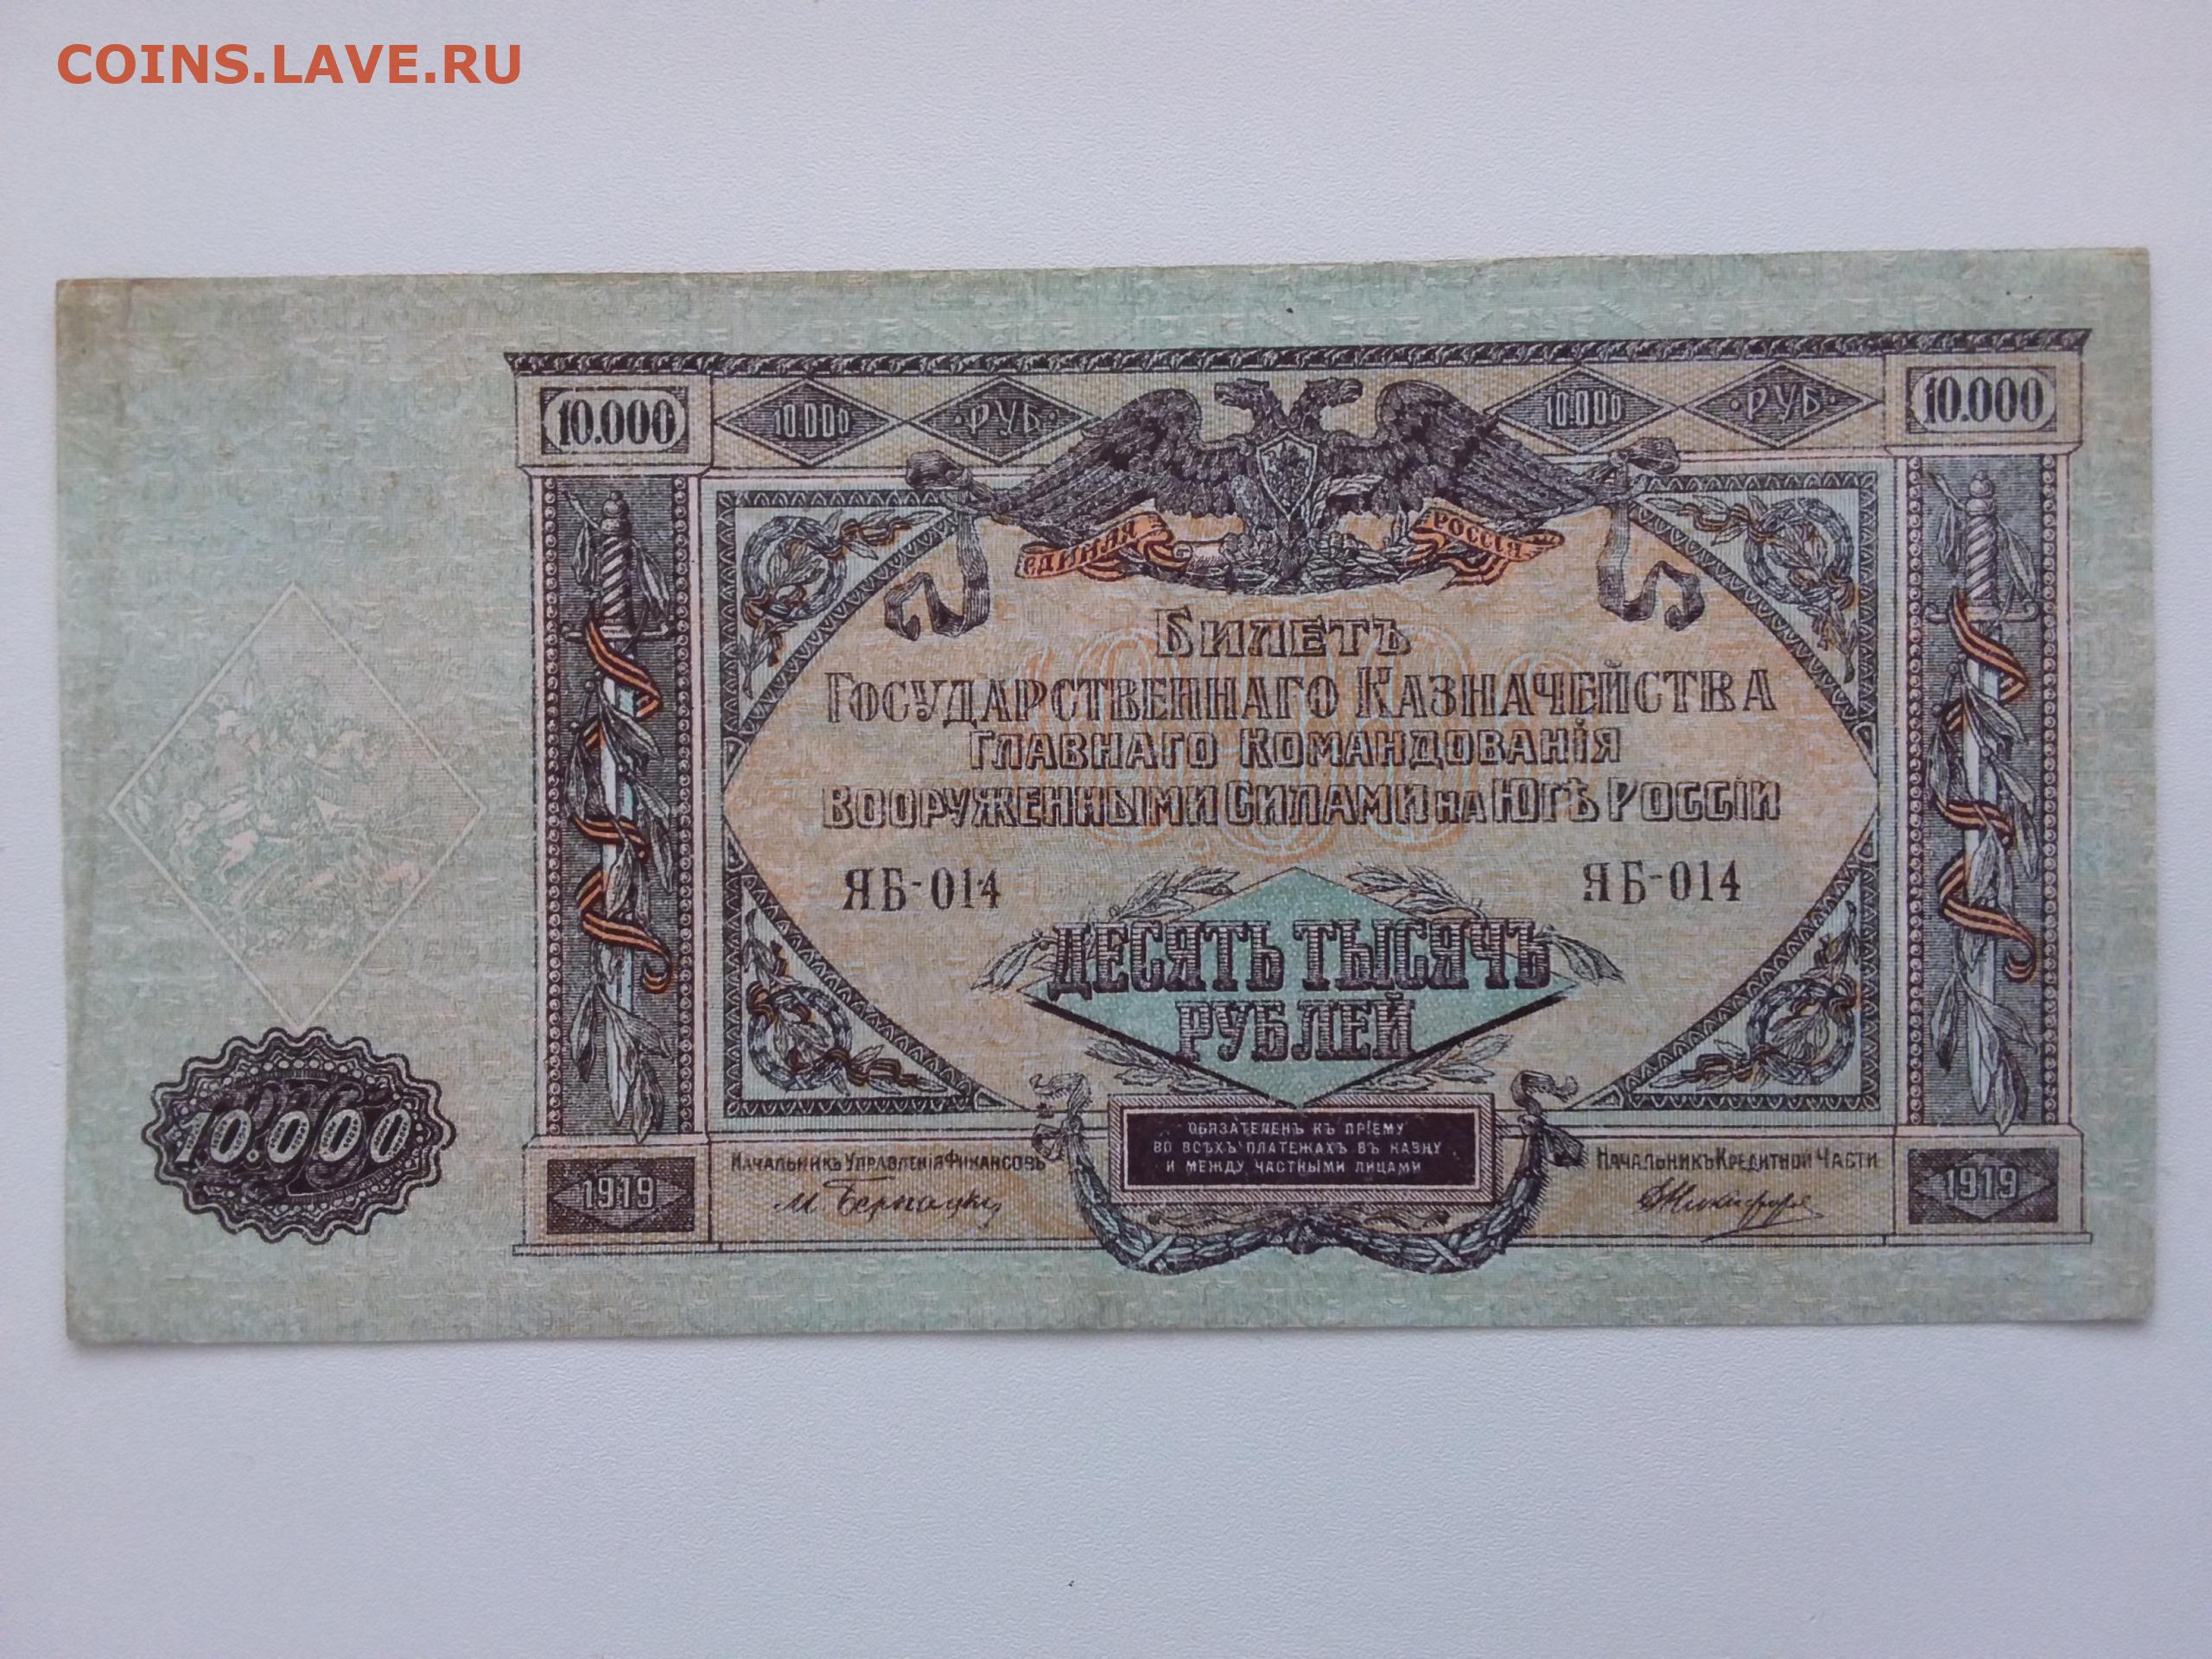 COINS.LAVE.RU
10.000 10.000 РУБ 10.000 РУБ 10.000
ЕДИНАЯ РОССІЯ
БИЛЕТЪ
ГОСУДАРСТВЕННАГО КАЗНАЧЕЙСТВА
ГЛАВНАГО КОМАНДОВАНІЯ
ВООРУЖЕННЫМИ СИЛАМИ НА ЮГѢ РОССІИ
ЯБ-014 ЯБ-014
ДЕСЯТЬ ТЫСЯЧЪ
РУБЛЕЙ
10.000
ОБЯЗАТЕЛЕНЪ КЪ ПРІЕМУ
ВО ВСѢХЪ ПЛАТЕЖАХЪ ВЪ КАЗНУ
И МЕЖДУ ЧАСТНЫМИ ЛИЦАМИ
НАЧАЛЬНИКЪ УПРАВЛЕНІЯ ФИНАНСОВЪ
НАЧАЛЬНИКЪ КРЕДИТНОЙ ЧАСТИ
1919 М Бернацкій 1919